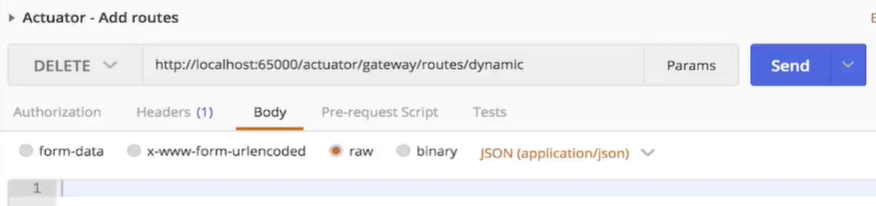 Actuator - Add routes
DELETE http://localhost:65000/actuator/gateway/routes/dynamic Params Send
Authorization Headers (1) Body Pre-request Script Tests
form-data x-www-form-urlencoded raw binary JSON (application/json)
1